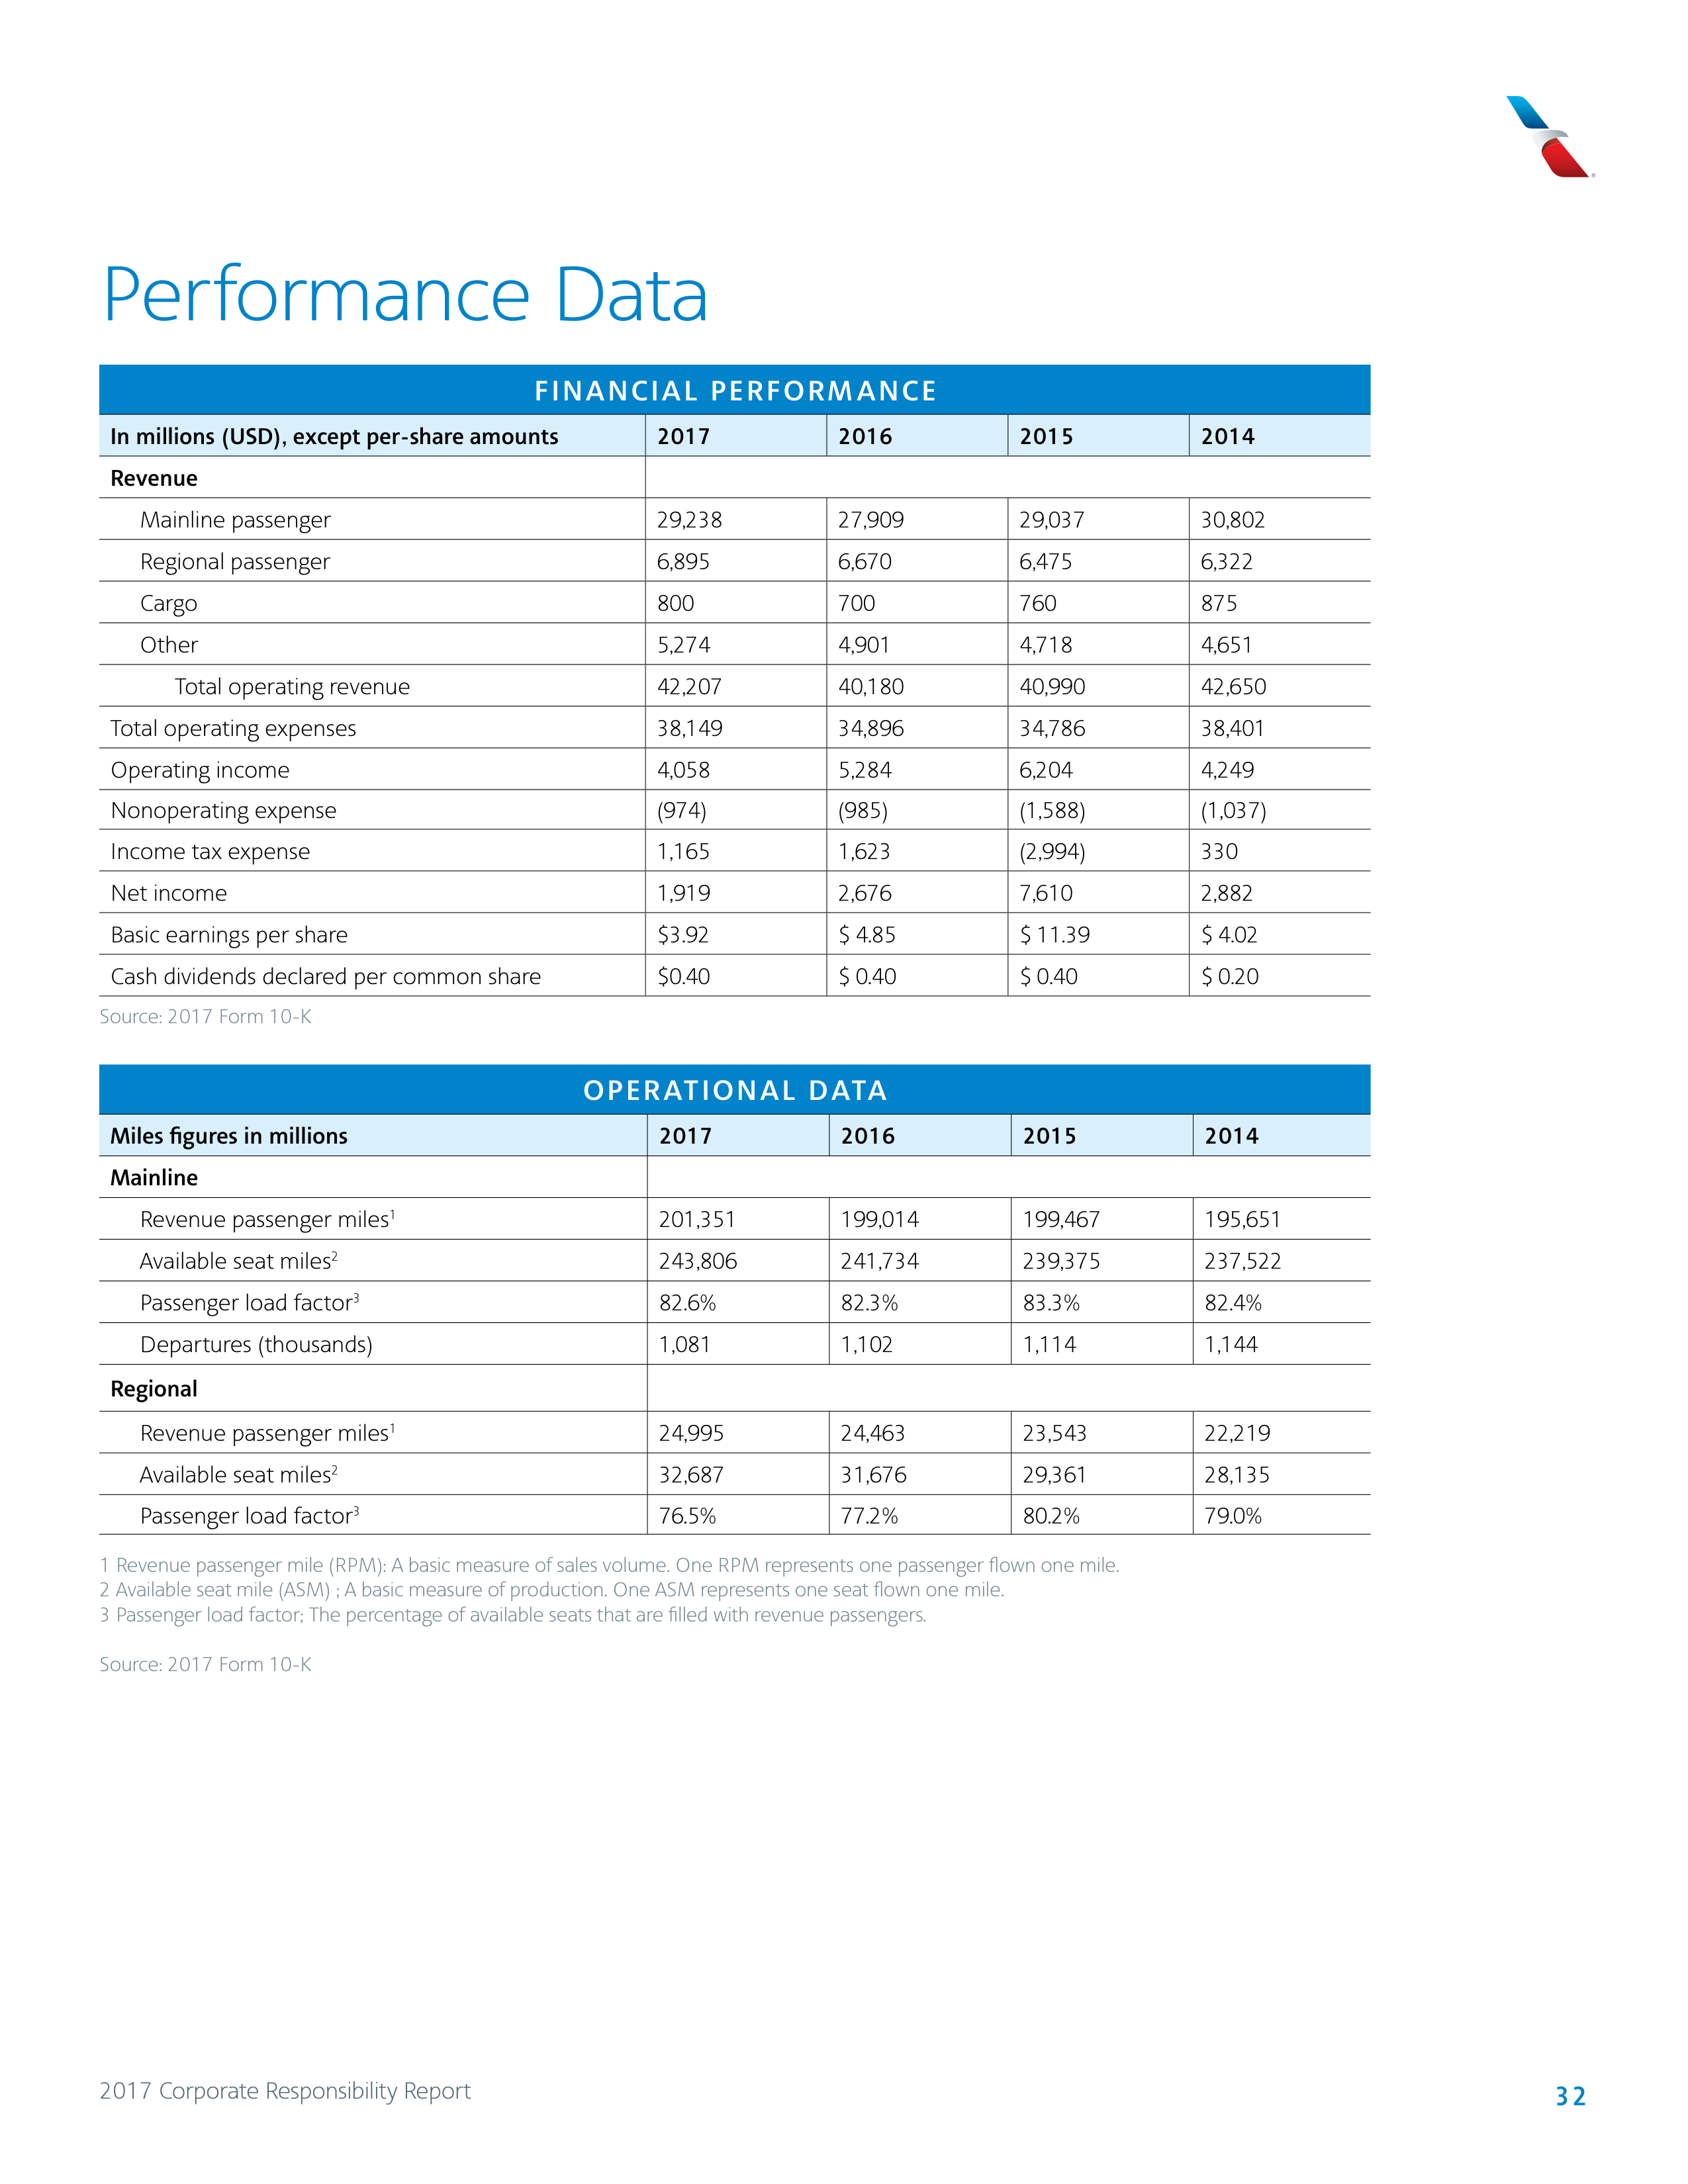 Performance Data
FINANCIAL PERFORMANCE
In millions (USD), except per-share amounts 2017 2016 2015 2014
Revenue
Mainline passenger 29,238 27,909 29,037 30,802
Regional passenger 6,895 6,670 6,475 6,322
Cargo 800 700 760 875
Other 5,274 4,901 4,718 4,651
Total operating revenue 42,207 40,180 40,990 42,650
Total operating expenses 38,149 34,896 34,786 38,401
Operating income 4,058 5,284 6,204 4,249
Nonoperating expense (974) (985) (1,588) (1,037)
Income tax expense 1,165 1,623 (2,994) 330
Net income 1,919 2,676 7,610 2,882
Basic earnings per share $3.92 $ 4.85 $ 11.39 $ 4.02
Cash dividends declared per common share $0.40 $ 0.40 $ 0.40 $ 0.20
Source: 2017 Form 10-K
OPERATIONAL DATA
Miles figures in millions 2017 2016 2015 2014
Mainline
Revenue passenger miles1 201,351 199,014 199,467 195,651
Available seat miles2 243,806 241,734 239,375 237,522
Passenger load factor3 82.6% 82.3% 83.3% 82.4%
Departures (thousands) 1,081 1,102 1,114 1,144
Regional
Revenue passenger miles1 24,995 24,463 23,543 22,219
Available seat miles2 32,687 31,676 29,361 28,135
Passenger load factor3 76.5% 77.2% 80.2% 79.0%
1 Revenue passenger mile (RPM): A basic measure of sales volume. One RPM represents one passenger flown one mile.
2 Available seat mile (ASM) ; A basic measure of production. One ASM represents one seat flown one mile.
3 Passenger load factor; The percentage of available seats that are filled with revenue passengers.
Source: 2017 Form 10-K
2017 Corporate Responsibility Report 32